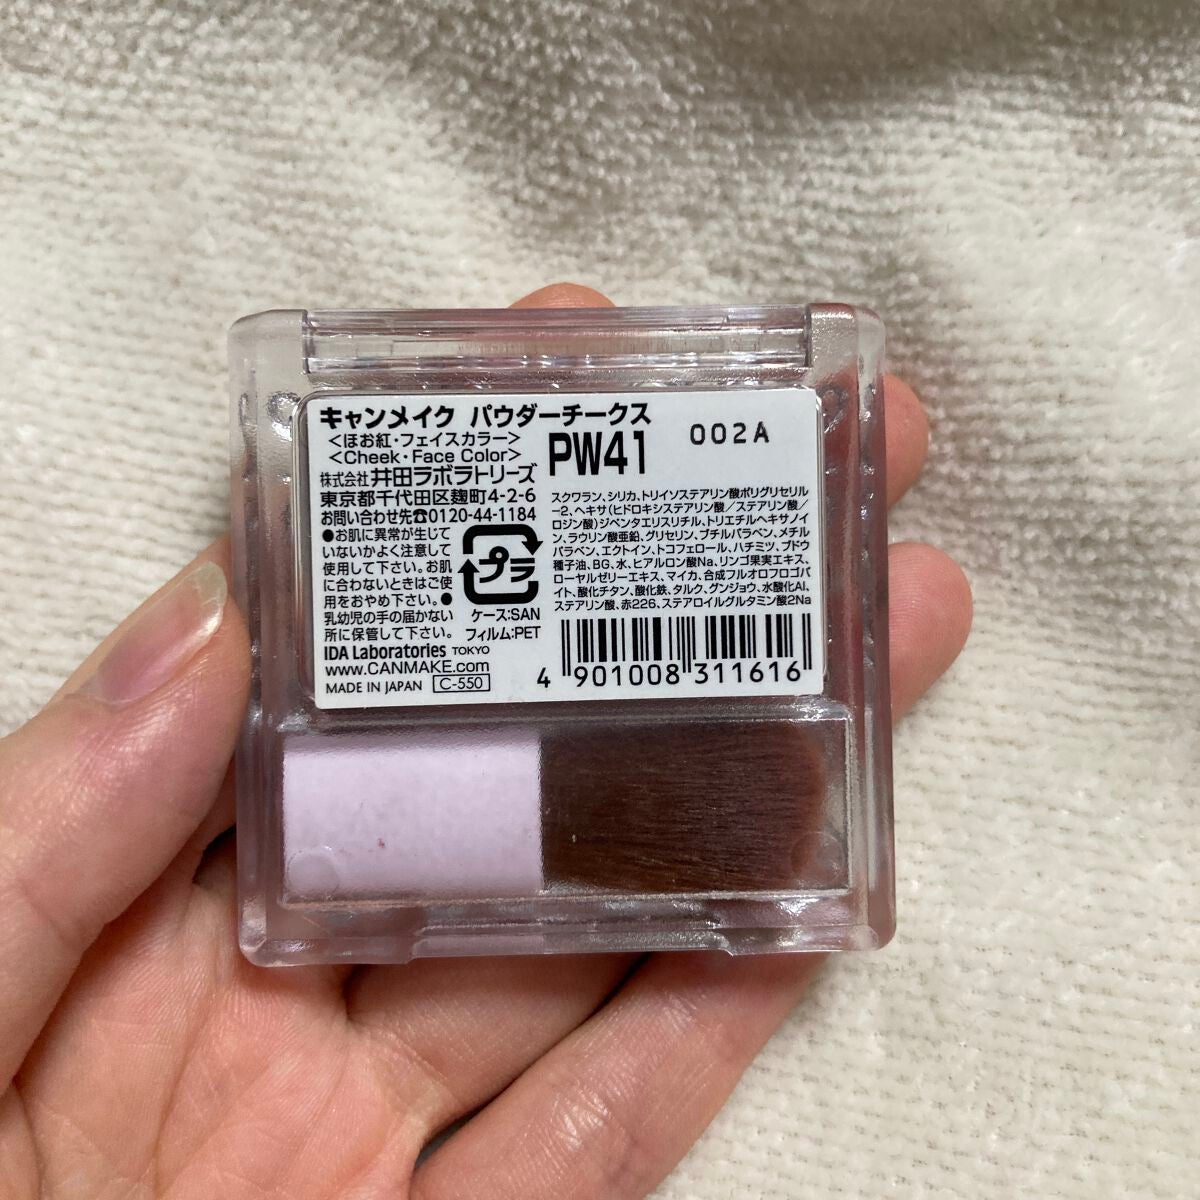 キャンメイク パウダーチークス
<ほお紅・フェイスカラー>
<Cheek・Face Color>
PW41
002A
株式会社 井田ラボラトリーズ
東京都千代田区麹町4-2-6
お問い合わせ先☎0120-44-1184
●お肌に異常が生じて
いないかよく注意して
使用して下さい。お肌
に合わないときはご使
用をおやめ下さい。●
乳幼児の手の届かない
所に保管して下さい。
プラ
ケース:SAN
フィルム:PET
IDA Laboratories TOKYO
www.CANMAKE.com
MADE IN JAPAN C-550
スクワラン、シリカ、トリイソステアリン酸ポリグリセリル
-2、ヘキサ(ヒドロキシステアリン酸/ステアリン酸/
ロジン酸)ジペンタエリスリチル、トリエチルヘキサノイ
ン、ラウリン酸亜鉛、グリセリン、ブチルパラベン、メチル
パラベン、エクトイン、トコフェロール、ハチミツ、ブドウ
種子油、BG、水、ヒアルロン酸Na、リンゴ果実エキス、
ローヤルゼリーエキス、マイカ、合成フルオロフロゴパ
イト、酸化チタン、酸化鉄、タルク、グンジョウ、水酸化Al、
ステアリン酸、赤226、ステアロイルグルタミン酸2Na
4 901008 311616